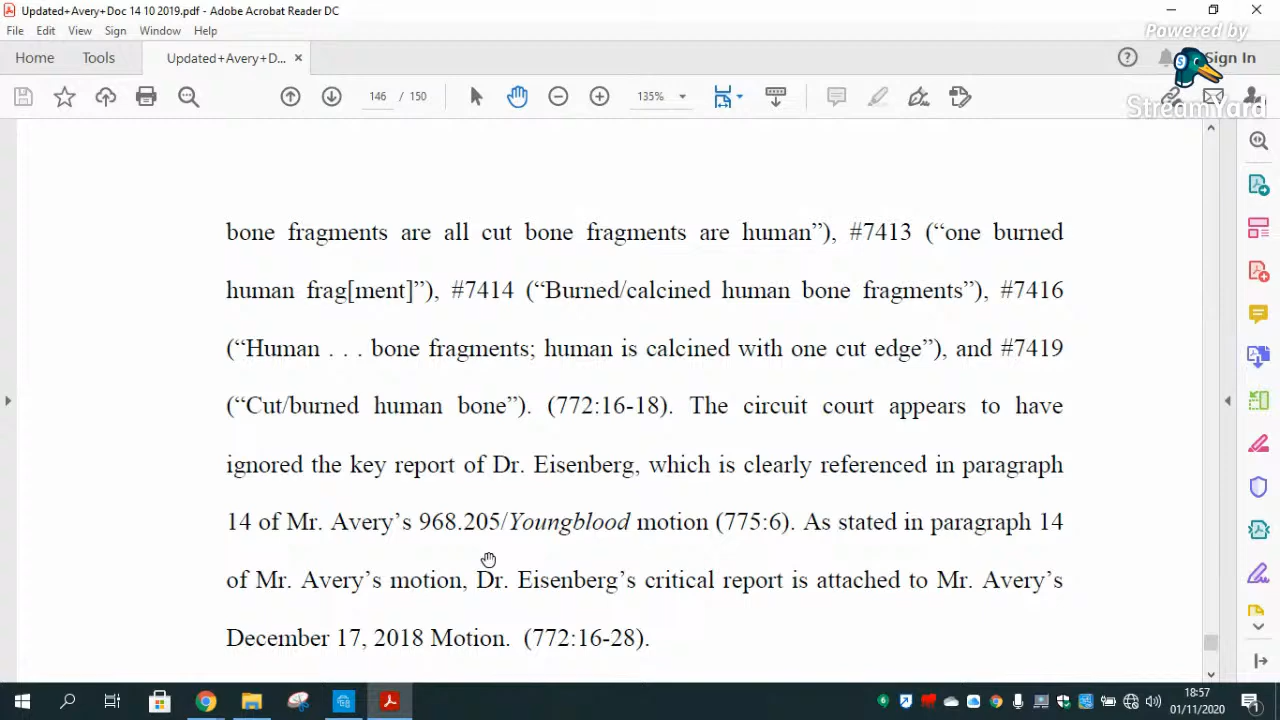 Updated+Avery+Doc 14 10 2019.pdf - Adobe Acrobat Reader DC
File Edit View Sign Window Help
Powered by
Home Tools Updated+Avery+D... × ? Sign In
146 / 150 135%
StreamYard
bone fragments are all cut bone fragments are human”), #7413 (“one burned
human frag[ment]”), #7414 (“Burned/calcined human bone fragments”), #7416
(“Human . . . bone fragments; human is calcined with one cut edge”), and #7419
(“Cut/burned human bone”). (772:16-18). The circuit court appears to have
ignored the key report of Dr. Eisenberg, which is clearly referenced in paragraph
14 of Mr. Avery’s 968.205/Youngblood motion (775:6). As stated in paragraph 14
of Mr. Avery’s motion, Dr. Eisenberg’s critical report is attached to Mr. Avery’s
December 17, 2018 Motion. (772:16-28).
18:57
01/11/2020
1